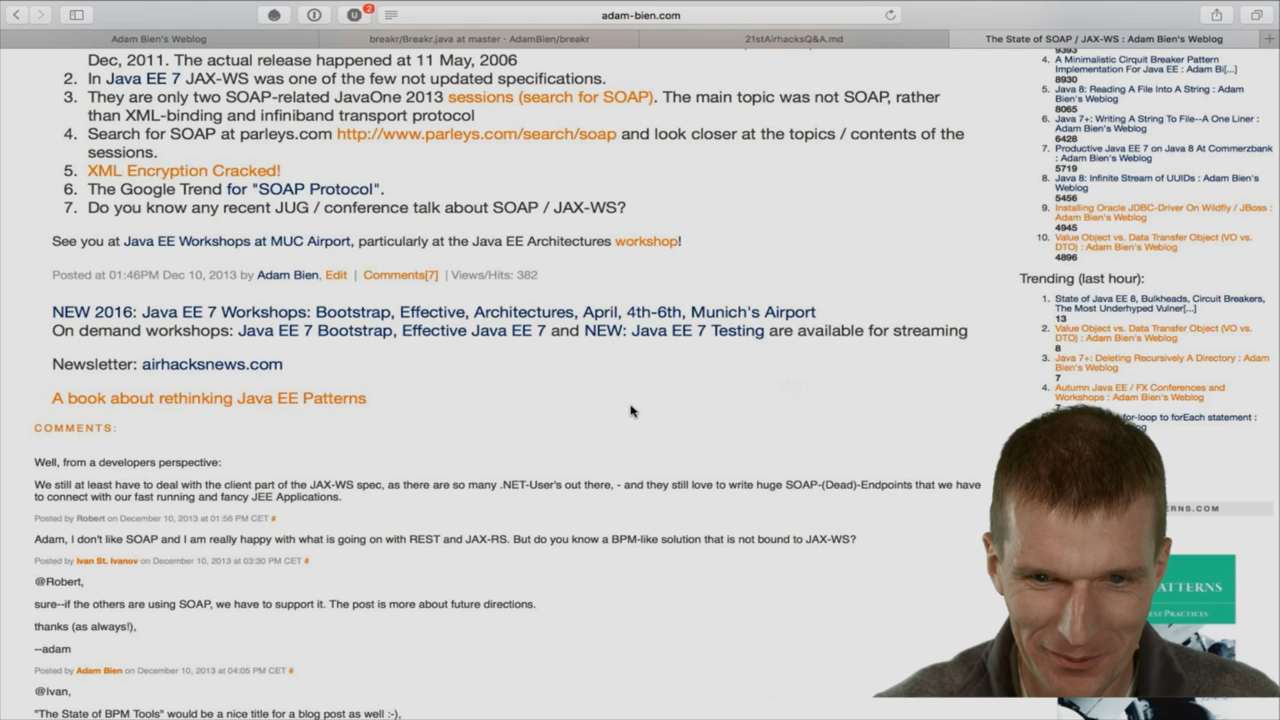 adam-bien.com
2
Adam Bien's Weblog
breakr/Breakr.java at master · AdamBien/breakr
21stAirhacksQ&A.md
The State of SOAP / JAX-WS : Adam Bien's Weblog
Dec, 2011. The actual release happened at 11 May, 2006
2. In Java EE 7 JAX-WS was one of the few not updated specifications.
3. They are only two SOAP-related JavaOne 2013 sessions (search for SOAP). The main topic was not SOAP, rather
than XML-binding and infiniband transport protocol
4. Search for SOAP at parleys.com http://www.parleys.com/search/soap and look closer at the topics / contents of the
sessions.
5. XML Encryption Cracked!
6. The Google Trend for "SOAP Protocol".
7. Do you know any recent JUG / conference talk about SOAP / JAX-WS?
See you at Java EE Workshops at MUC Airport, particularly at the Java EE Architectures workshop!
Posted at 01:46PM Dec 10, 2013 by Adam Bien, Edit | Comments[7] | Views/Hits: 382
NEW 2016: Java EE 7 Workshops: Bootstrap, Effective, Architectures, April, 4th-6th, Munich's Airport
On demand workshops: Java EE 7 Bootstrap, Effective Java EE 7 and NEW: Java EE 7 Testing are available for streaming
Newsletter: airhacksnews.com
A book about rethinking Java EE Patterns
COMMENTS:
Well, from a developers perspective:
We still at least have to deal with the client part of the JAX-WS spec, as there are so many .NET-User's out there, - and they still love to write huge SOAP-(Dead)-Endpoints that we have
to connect with our fast running and fancy JEE Applications.
Posted by Robert on December 10, 2013 at 01:56 PM CET #
Adam, I don't like SOAP and I am really happy with what is going on with REST and JAX-RS. But do you know a BPM-like solution that is not bound to JAX-WS?
Posted by Ivan St. Ivanov on December 10, 2013 at 03:30 PM CET #
@Robert,
sure--if the others are using SOAP, we have to support it. The post is more about future directions.
thanks (as always!),
--adam
Posted by Adam Bien on December 10, 2013 at 04:05 PM CET #
@Ivan,
"The State of BPM Tools" would be a nice title for a blog post as well :-),
9393
4. A Minimalistic Cirquit Breaker Pattern
Implementation For Java EE : Adam Bi[...]
8930
5. Java 8: Reading A File Into A String : Adam
Bien's Weblog
8065
6. Java 7+: Writing A String To File--A One Liner :
Adam Bien's Weblog
6428
7. Productive Java EE 7 on Java 8 At Commerzbank
: Adam Bien's Weblog
5719
8. Java 8: Infinite Stream of UUIDs : Adam Bien's
Weblog
5456
9. Installing Oracle JDBC-Driver On Wildfly / JBoss :
Adam Bien's Weblog
4945
10. Value Object vs. Data Transfer Object (VO vs.
DTO) : Adam Bien's Weblog
4896
Trending (last hour):
1. State of Java EE 8, Bulkheads, Circuit Breakers,
The Most Underhyped Vulner[...]
13
2. Value Object vs. Data Transfer Object (VO vs.
DTO) : Adam Bien's Weblog
8
3. Java 7+: Deleting Recursively A Directory : Adam
Bien's Weblog
7
4. Autumn Java EE / FX Conferences and
Workshops : Adam Bien's Weblog
7
for-loop to forEach statement :
RNS.COM
ATTERNS